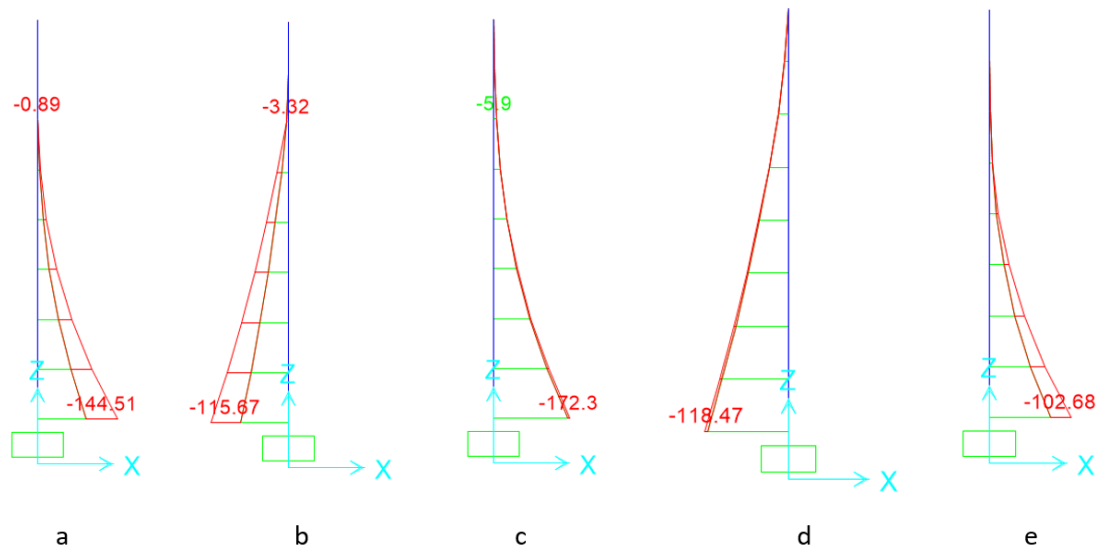 -0.89
-3.32
-5.9
Z
Z
Z
Z
Z
-144.51
-115.67
-172.3
-118.47
-102.68
X
X
X
X
X
a
b
c
d
e